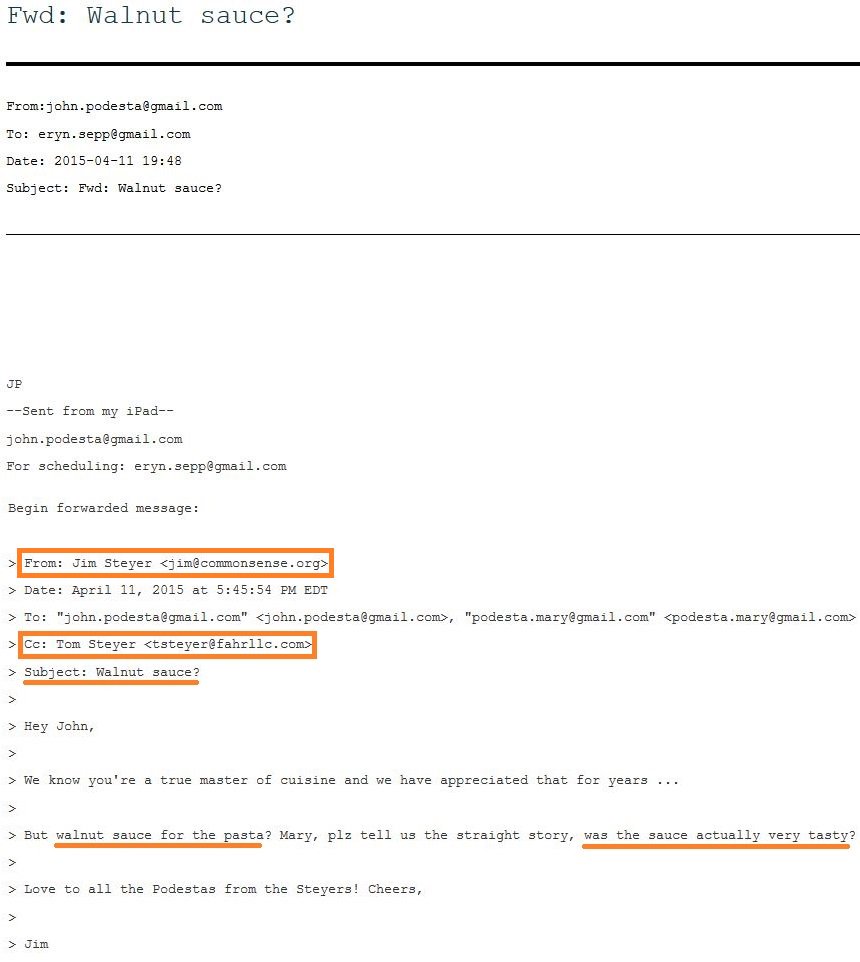 Fwd: Walnut sauce?
From:john.podesta@gmail.com
To: eryn.sepp@gmail.com
Date: 2015-04-11 19:48
Subject: Fwd: Walnut sauce?
JP
--Sent from my iPad--
john.podesta@gmail.com
For scheduling: eryn.sepp@gmail.com
Begin forwarded message:
> From: Jim Steyer <jim@commonsense.org>
> Date: April 11, 2015 at 5:45:54 PM EDT
> To: "john.podesta@gmail.com" <john.podesta@gmail.com>, "podesta.mary@gmail.com" <podesta.mary@gmail.com>
> Cc: Tom Steyer <tsteyer@fahrllc.com>
> Subject: Walnut sauce?
>
> Hey John,
>
> We know you're a true master of cuisine and we have appreciated that for years ...
>
> But walnut sauce for the pasta? Mary, plz tell us the straight story, was the sauce actually very tasty?
>
> Love to all the Podestas from the Steyers! Cheers,
>
> Jim